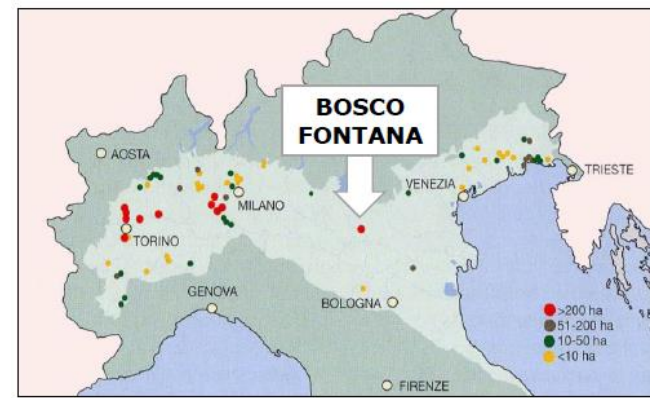 BOSCO
FONTANA
AOSTA
TRIESTE
VENEZIA
MILANO
TORINO
GENOVA
BOLOGNA
>200 ha
51-200 ha
10-50 ha
<10 ha
FIRENZE